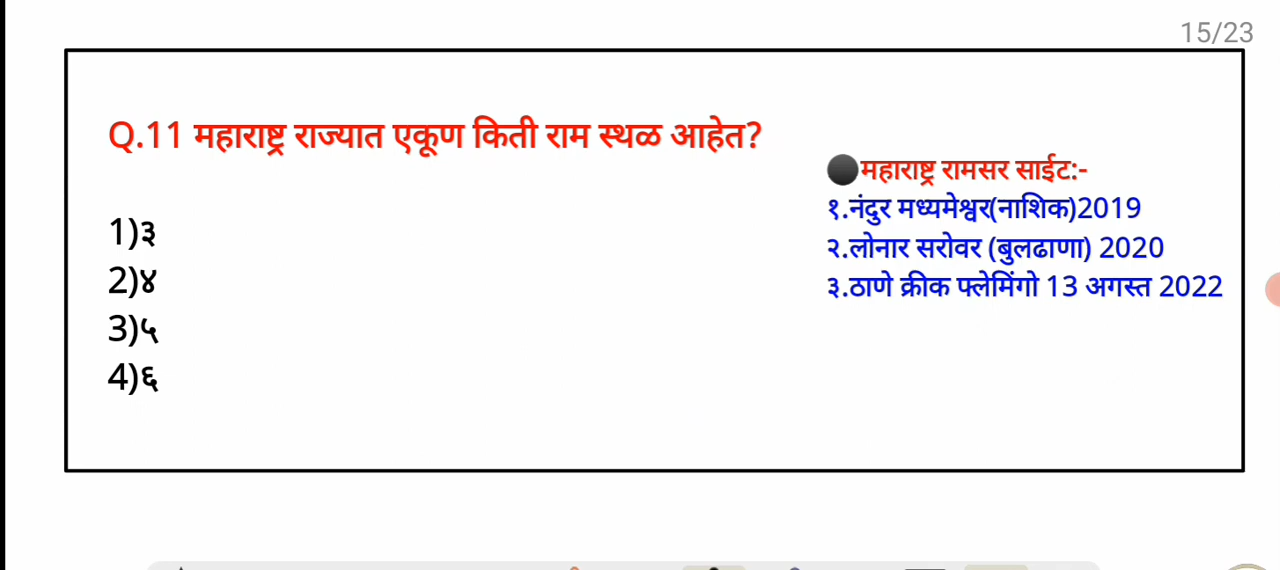 15/23
Q.11 महाराष्ट्र राज्यात एकूण किती राम स्थळ आहेत?
1)३
2)४
3)५
4)६
महाराष्ट्र रामसर साईट:-
१.नंदुर मध्यमेश्वर(नाशिक)2019
२.लोनार सरोवर (बुलढाणा) 2020
३.ठाणे क्रीक फ्लेमिंगो 13 अगस्त 2022